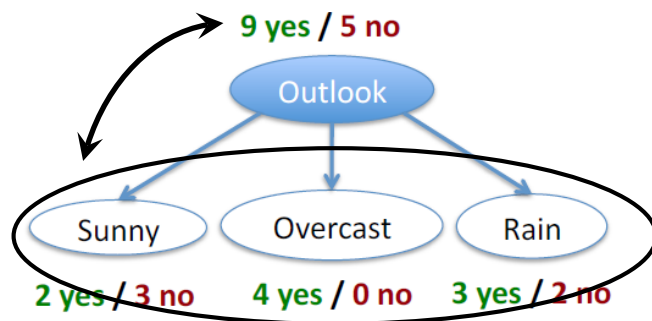 9 yes / 5 no
Outlook
Sunny Overcast Rain
2 yes / 3 no 4 yes / 0 no 3 yes / 2 no